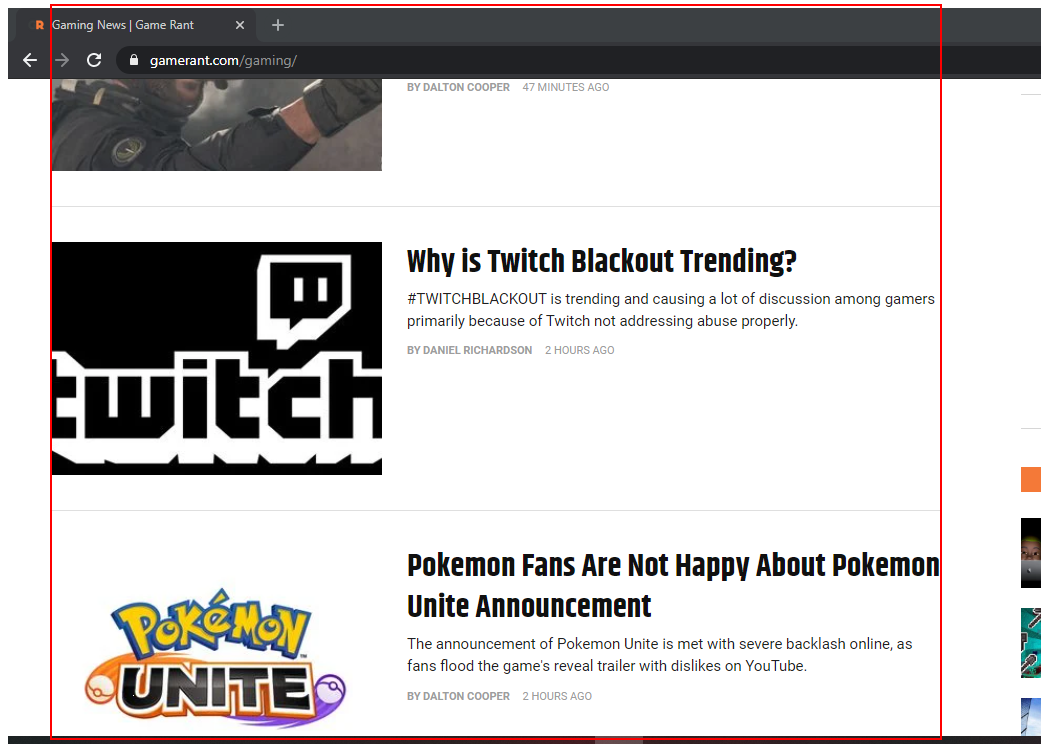 Gaming News | Game Rant
gamerant.com/gaming/
BY DALTON COOPER 47 MINUTES AGO
twitch
Why is Twitch Blackout Trending?
#TWITCHBLACKOUT is trending and causing a lot of discussion among gamers
primarily because of Twitch not addressing abuse properly.
BY DANIEL RICHARDSON 2 HOURS AGO
POKéMON
UNITE
Pokemon Fans Are Not Happy About Pokemon
Unite Announcement
The announcement of Pokemon Unite is met with severe backlash online, as
fans flood the game's reveal trailer with dislikes on YouTube.
BY DALTON COOPER 2 HOURS AGO